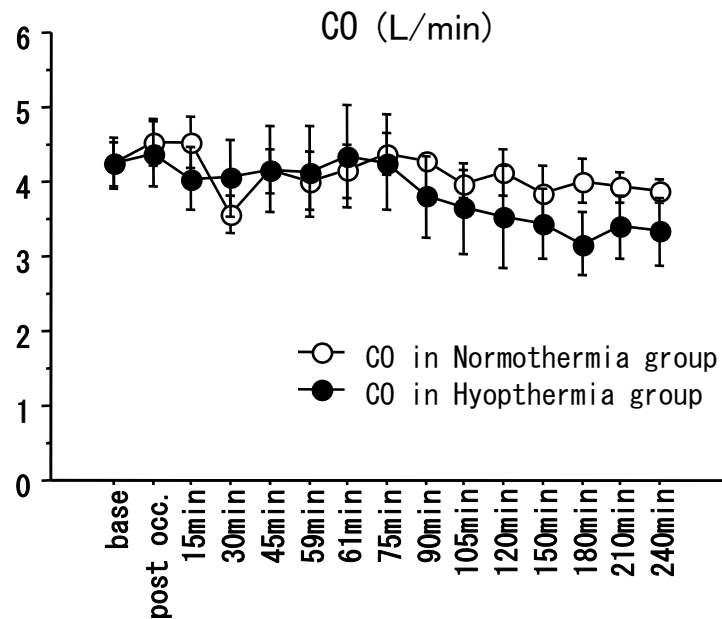 CO (L/min)
6
5
4
3
2
1
0
CO in Normothermia group
CO in Hyopthermia group
base
post occ.
15min
30min
45min
59min
61min
75min
90min
105min
120min
150min
180min
210min
240min